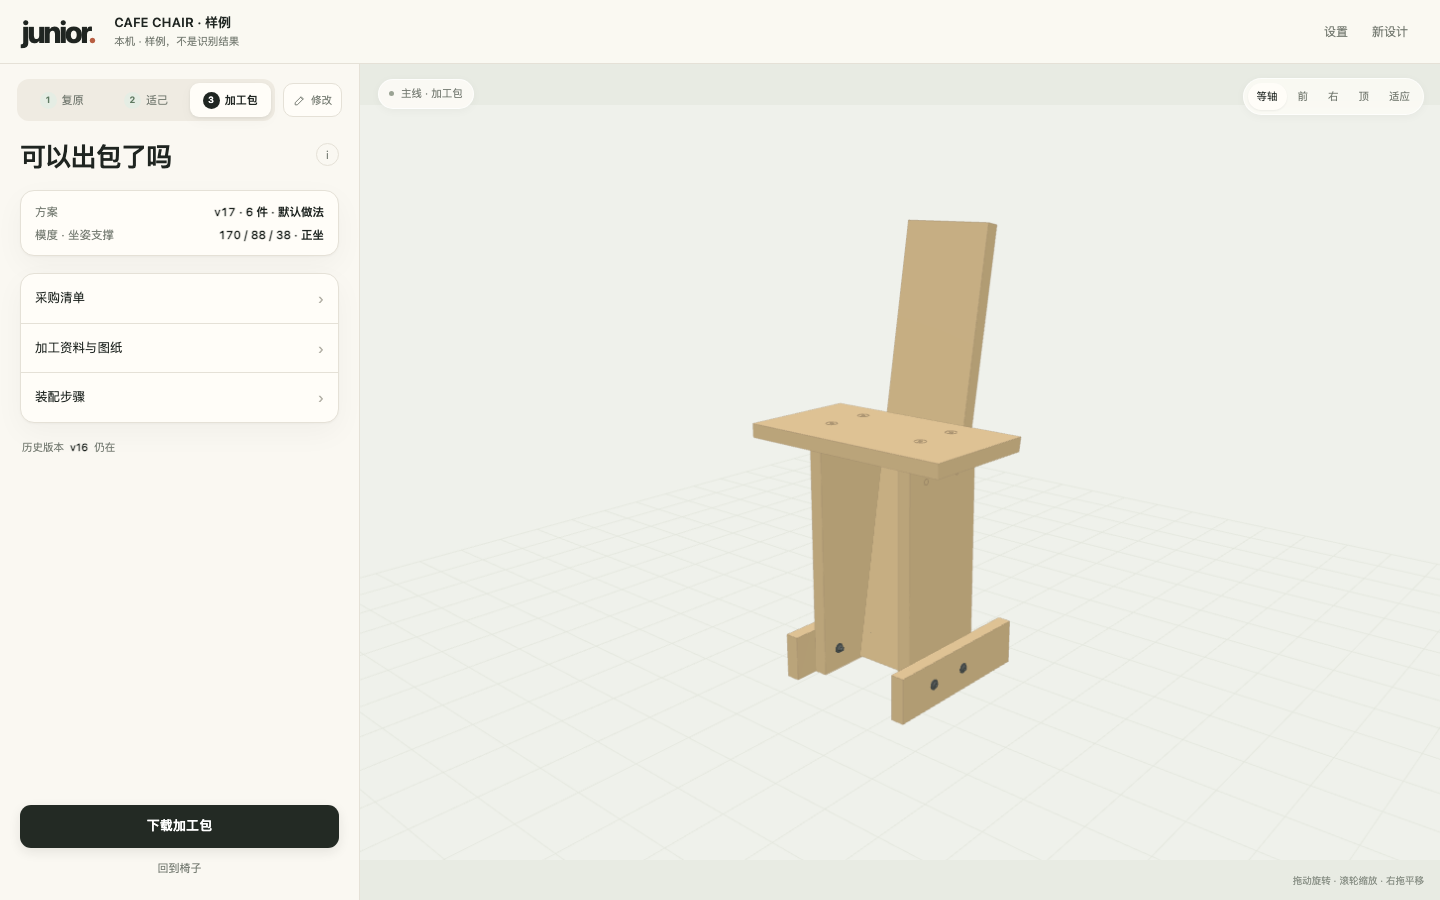 junior.
CAFE CHAIR · 样例
本机 · 样例，不是识别结果
设置
新设计
1 复原
2 适己
3 加工包
修改
主线 · 加工包
等轴
前
右
顶
适应
可以出包了吗
i
方案
v17 · 6 件 · 默认做法
模度 · 坐姿支撑
170 / 88 / 38 · 正坐
采购清单
加工资料与图纸
装配步骤
历史版本 v16 仍在
下载加工包
回到椅子
拖动旋转 · 滚轮缩放 · 右拖平移